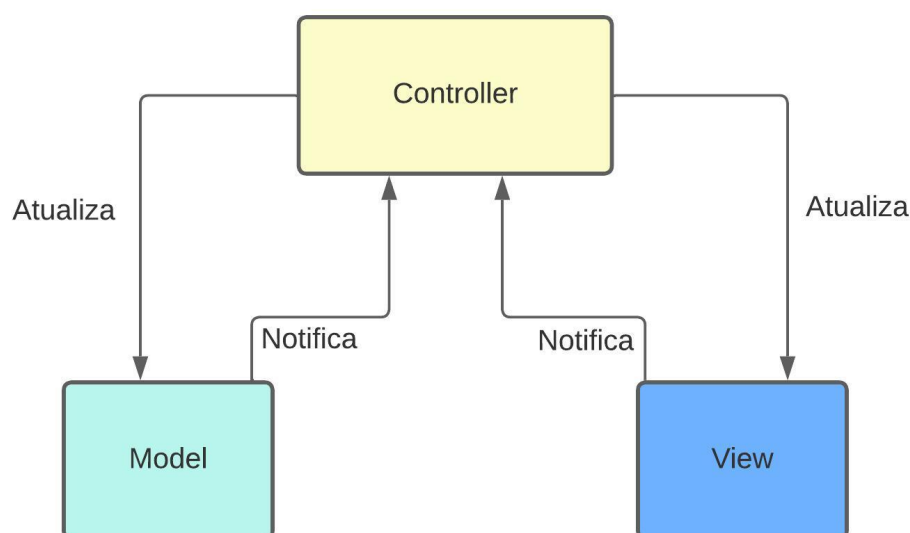 Controller
Atualiza
Atualiza
Notifica
Notifica
Model
View